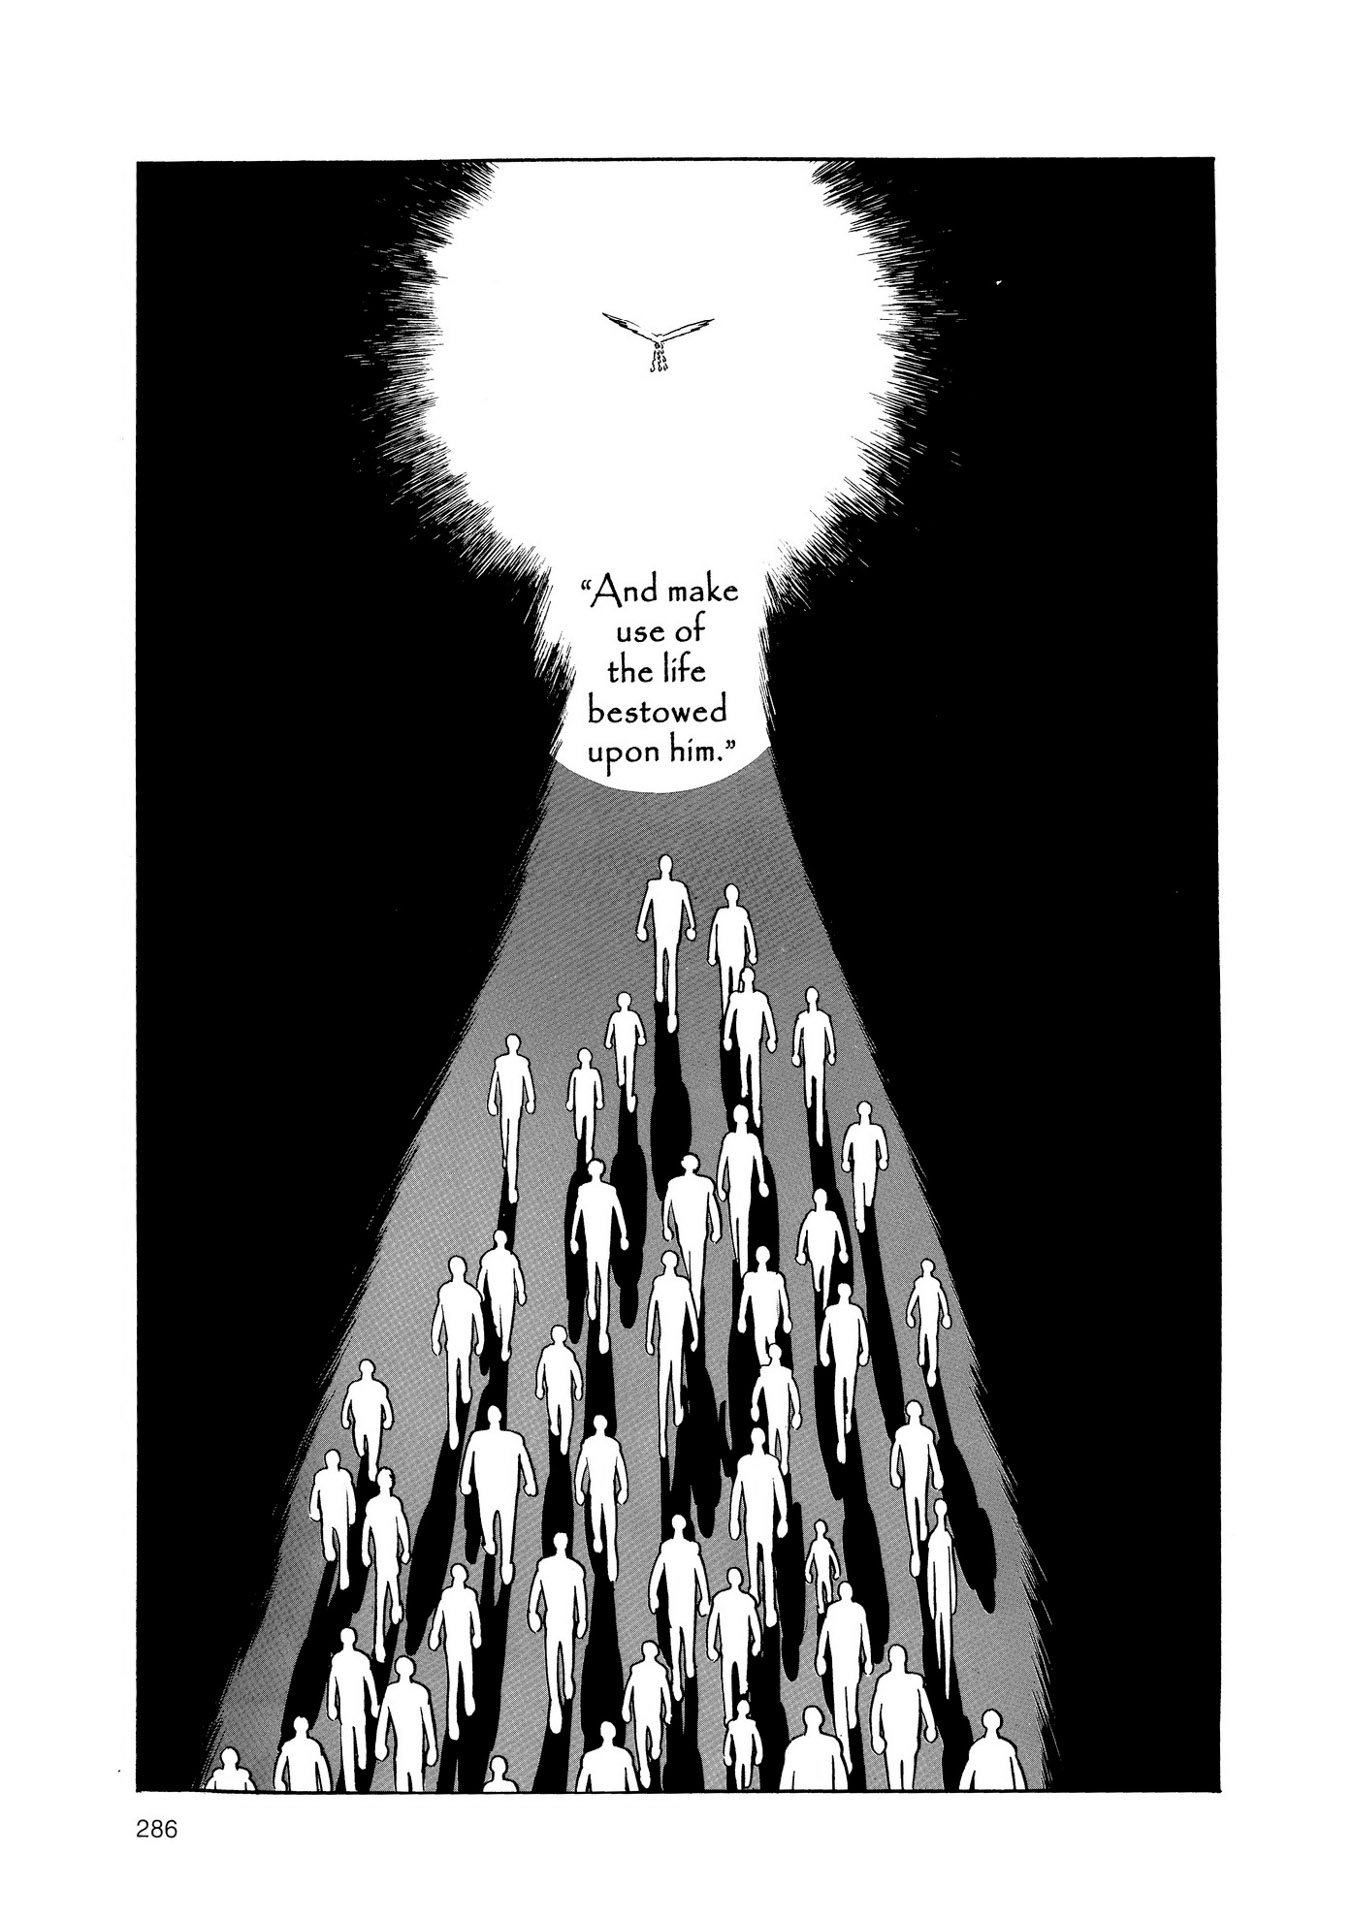 “And make
use of
the life
bestowed
upon him.”
286